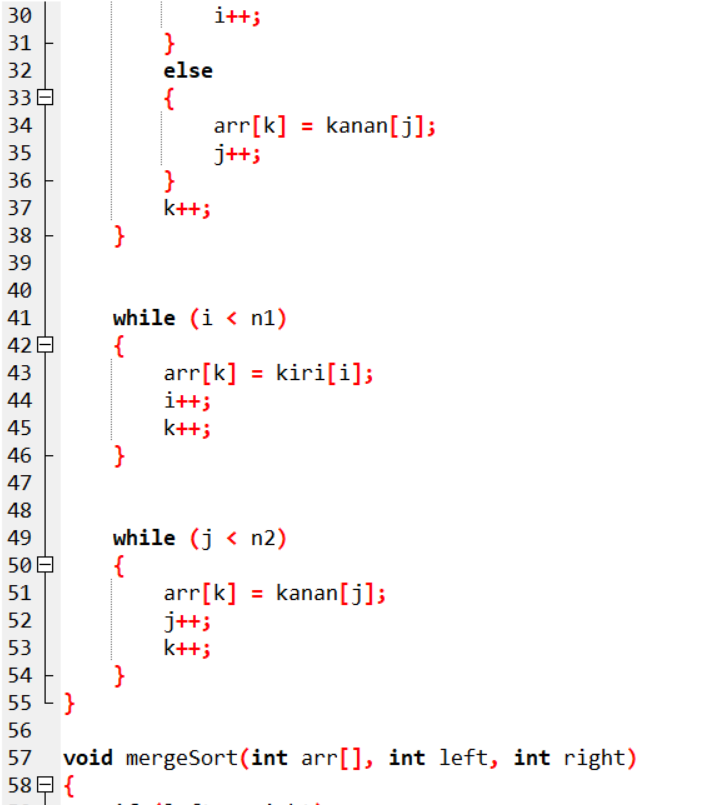 30 i++;
31 }
32 else
33 {
34 arr[k] = kanan[j];
35 j++;
36 }
37 k++;
38 }
39
40
41 while (i < n1)
42 {
43 arr[k] = kiri[i];
44 i++;
45 k++;
46 }
47
48
49 while (j < n2)
50 {
51 arr[k] = kanan[j];
52 j++;
53 k++;
54 }
55 }
56
57 void mergeSort(int arr[], int left, int right)
58 {